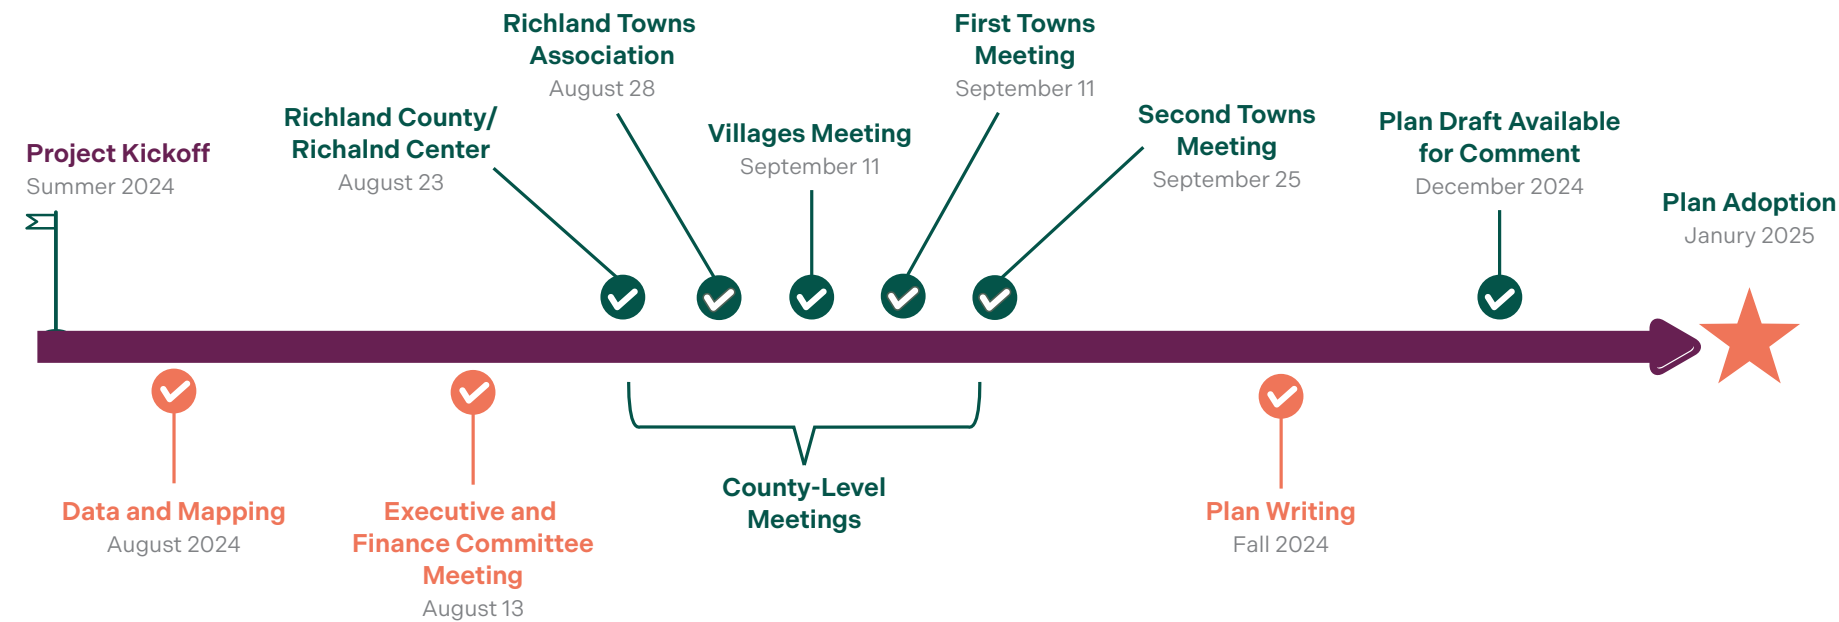 Project Kickoff
Summer 2024
Richland County/
Richalnd Center
August 23
Richland Towns
Association
August 28
Villages Meeting
September 11
First Towns
Meeting
September 11
Second Towns
Meeting
September 25
Plan Draft Available
for Comment
December 2024
Plan Adoption
Janury 2025
Data and Mapping
August 2024
Executive and
Finance Committee
Meeting
August 13
County-Level
Meetings
Plan Writing
Fall 2024